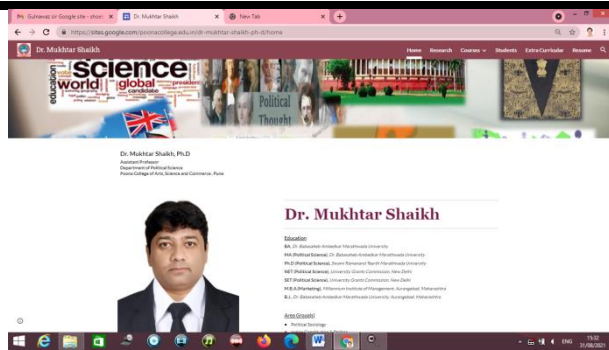 Gulnawaz sir Google site - shoai
Dr. Mukhtar Shaikh
New Tab
https://sites.google.com/poonacollege.edu.in/dr-mukhtar-shaikh-ph-d/home
Dr. Mukhtar Shaikh
Home Research Courses Students Extra Curricular Resume
science
world global
president
candidate
education
Political
Thought
Dr. Mukhtar Shaikh, Ph.D
Assistant Professor
Department of Political Science
Poona College of Arts, Science and Commerce, Pune
Dr. Mukhtar Shaikh
Education
BA, Dr. Babasaheb Ambedkar Marathwada University
MA (Political Science), Dr. Babasaheb Ambedkar Marathwada University
Ph.D (Political Science), Swami Ramanand Teerth Marathwada University
NET (Political Science), University Grants Commission, New Delhi
SET (Political Science), University Grants Commission, New Delhi
M.B.A (Marketing), Millennium Institute of Management, Aurangabad, Maharashtra
B.J., Dr. Babasaheb Ambedkar Marathwada University, Aurangabad, Maharashtra
Area Group(s)
Political Sociology
ENG
15:32
31/08/2021